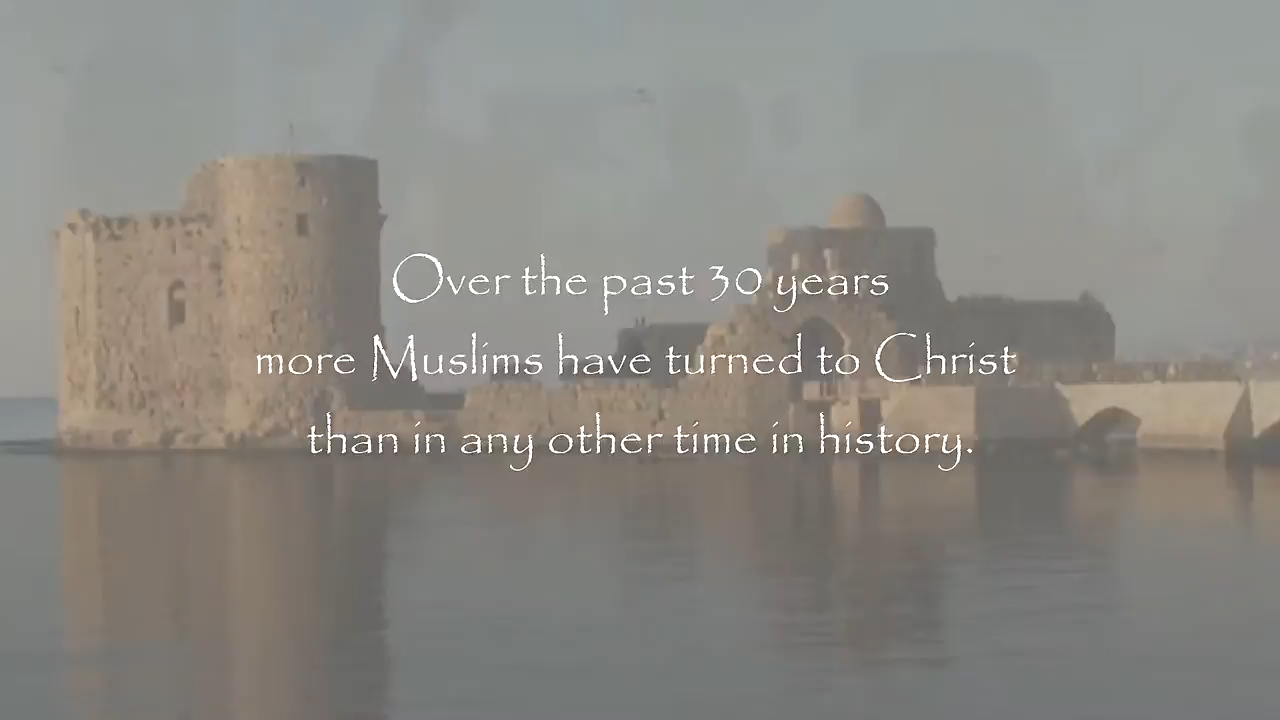 Over the past 30 years
more Muslims have turned to Christ
than in any other time in history.